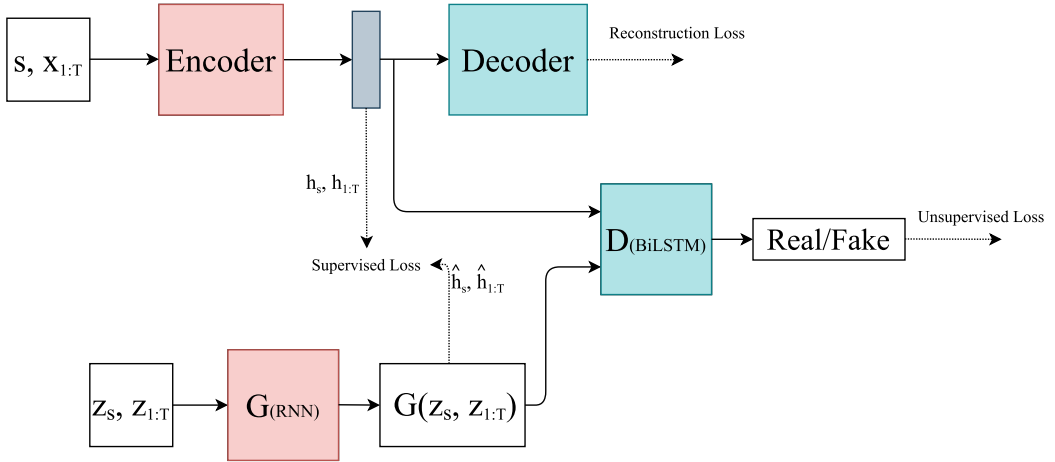 s, x1:T
Encoder
Decoder
Reconstruction Loss
hs, h1:T
D(BiLSTM)
Real/Fake
Unsupervised Loss
Supervised Loss
ĥs, ĥ1:T
zs, z1:T
G(RNN)
G(zs, z1:T)